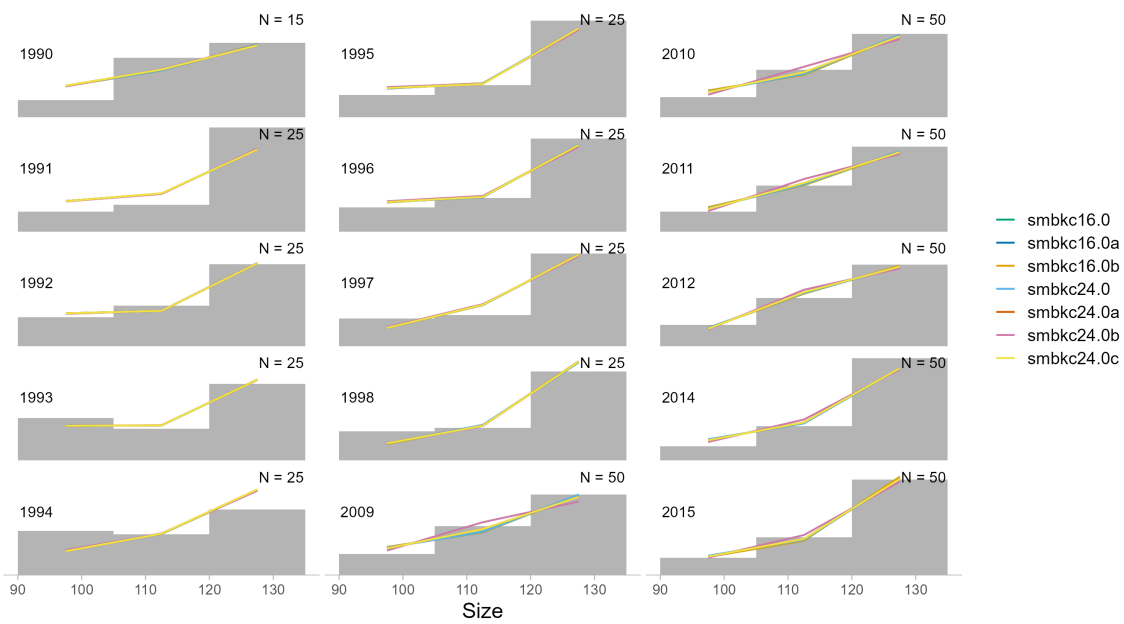 N = 15 N = 25 N = 50
1990 1995 2010
N = 25 N = 25 N = 50
1991 1996 2011
N = 25 N = 25 N = 50
1992 1997 2012
N = 25 N = 25 N = 50
1993 1998 2014
N = 25 N = 50 N = 50
1994 2009 2015
90 100 110 120 130 90 100 110 120 130 90 100 110 120 130
Size
smbkc16.0
smbkc16.0a
smbkc16.0b
smbkc24.0
smbkc24.0a
smbkc24.0b
smbkc24.0c